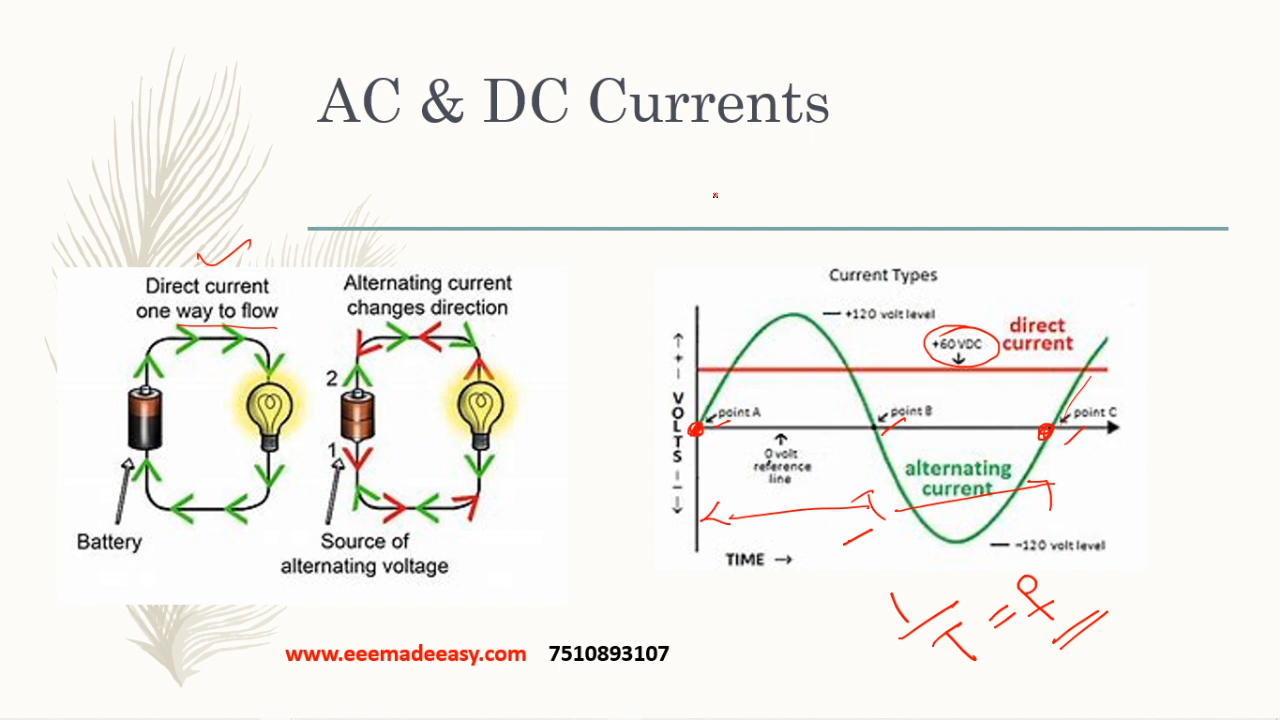 AC & DC Currents
Direct current
one way to flow
Alternating current
changes direction
2
1
Battery
Source of
alternating voltage
Current Types
+120 volt level
direct
current
+60 VDC
VOLTS
+
−
point A
point B
point C
0 volt
reference
line
alternating
current
−120 volt level
TIME →
T
1/T = f
www.eeemadeeasy.com 7510893107